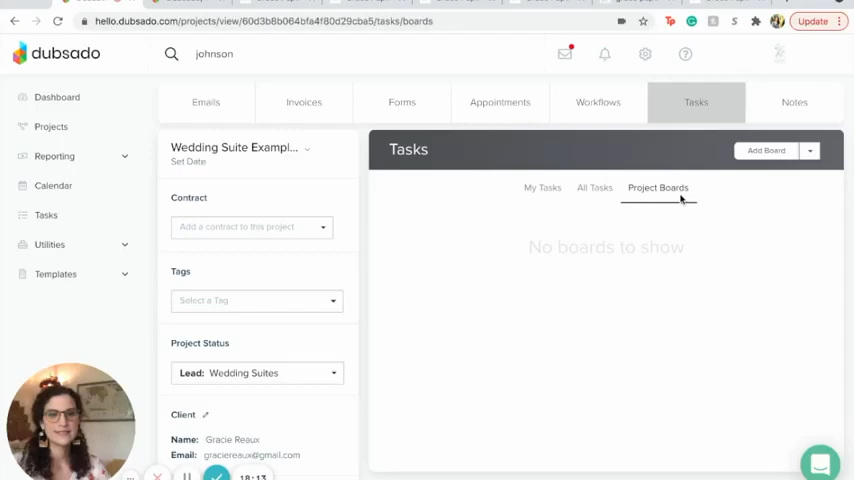 hello.dubsado.com/projects/view/60d3b8b064bfa4f80d29cba5/tasks/boards
Update
dubsado
johnson
Dashboard
Projects
Reporting
Calendar
Tasks
Utilities
Templates
Emails
Invoices
Forms
Appointments
Workflows
Tasks
Notes
Wedding Suite Exampl...
Set Date
Contract
Add a contract to this project
Tags
Select a Tag
Project Status
Lead: Wedding Suites
Client
Name: Gracie Reaux
Email: graciereaux@gmail.com
Tasks
Add Board
My Tasks
All Tasks
Project Boards
No boards to show
18:13